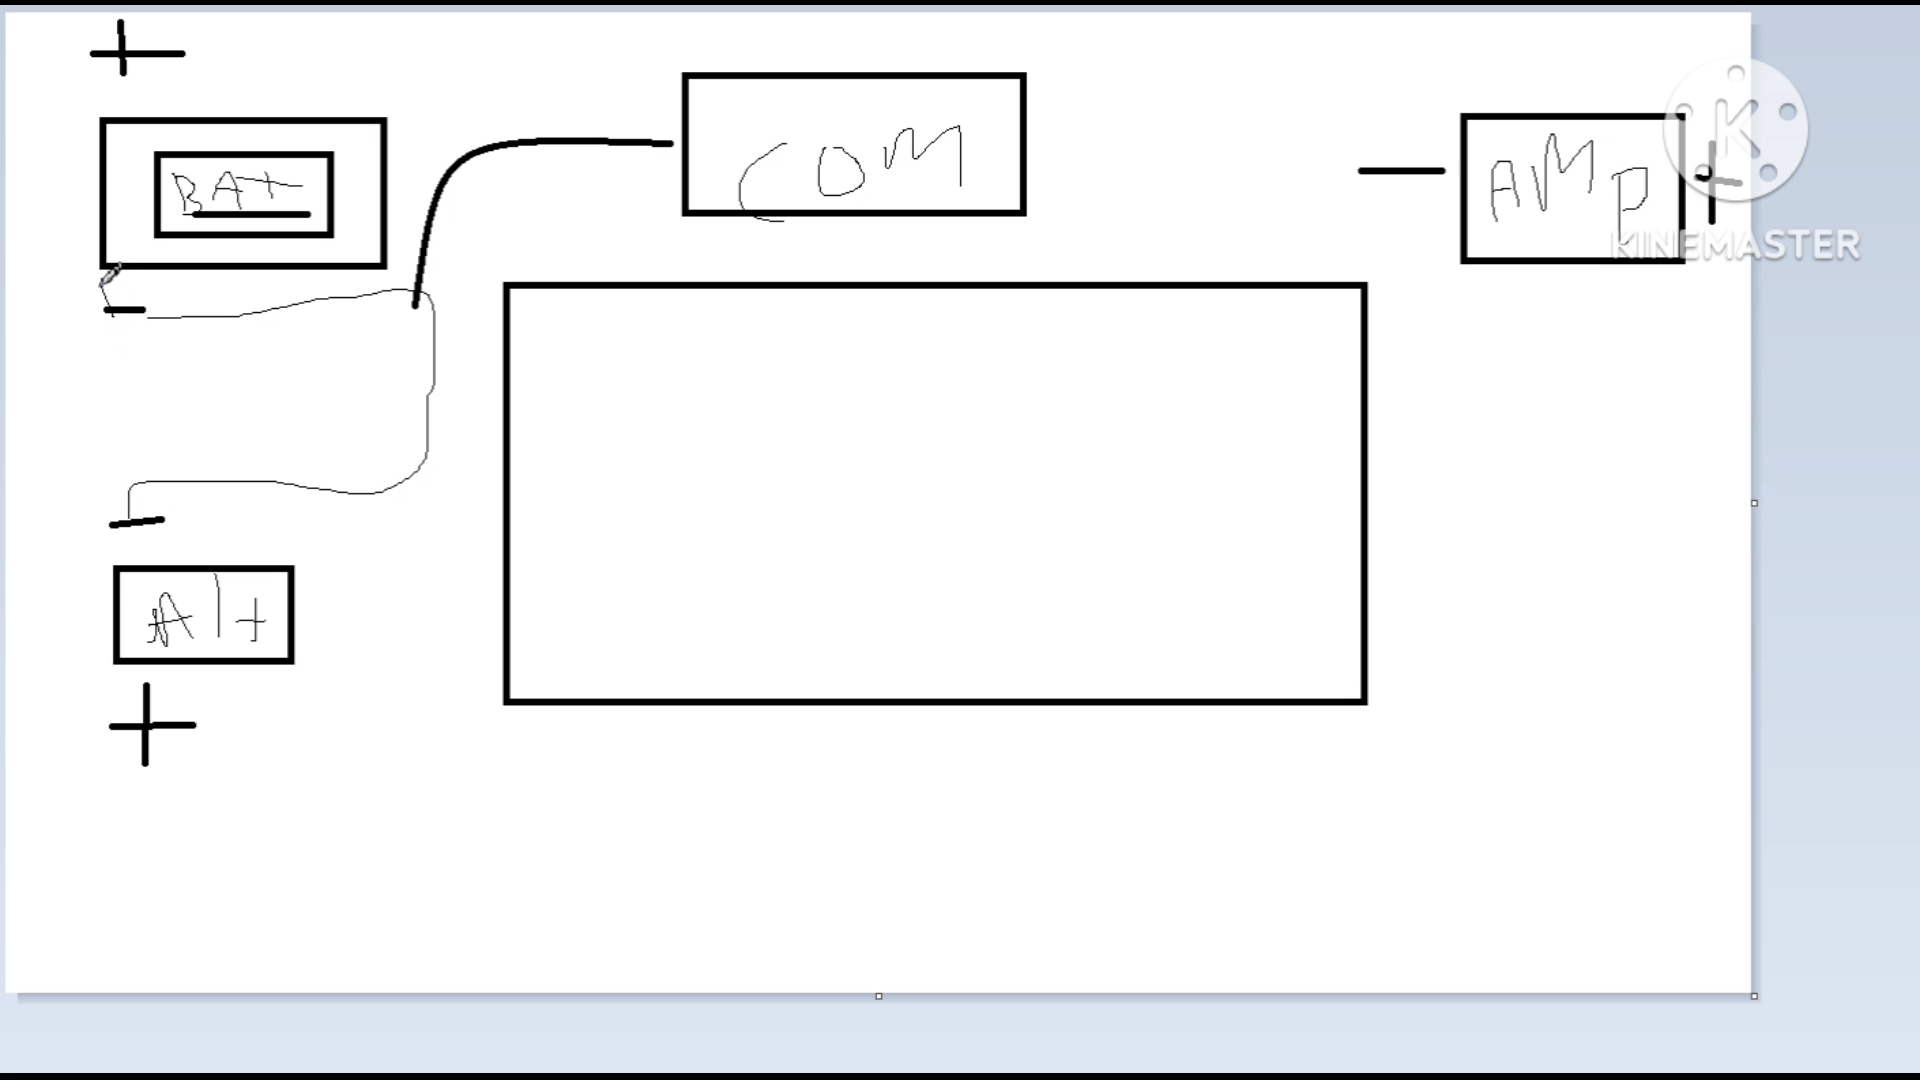 +
BAT
COM
AMP
+
-
KINEMASTER
-
-
Alt
+